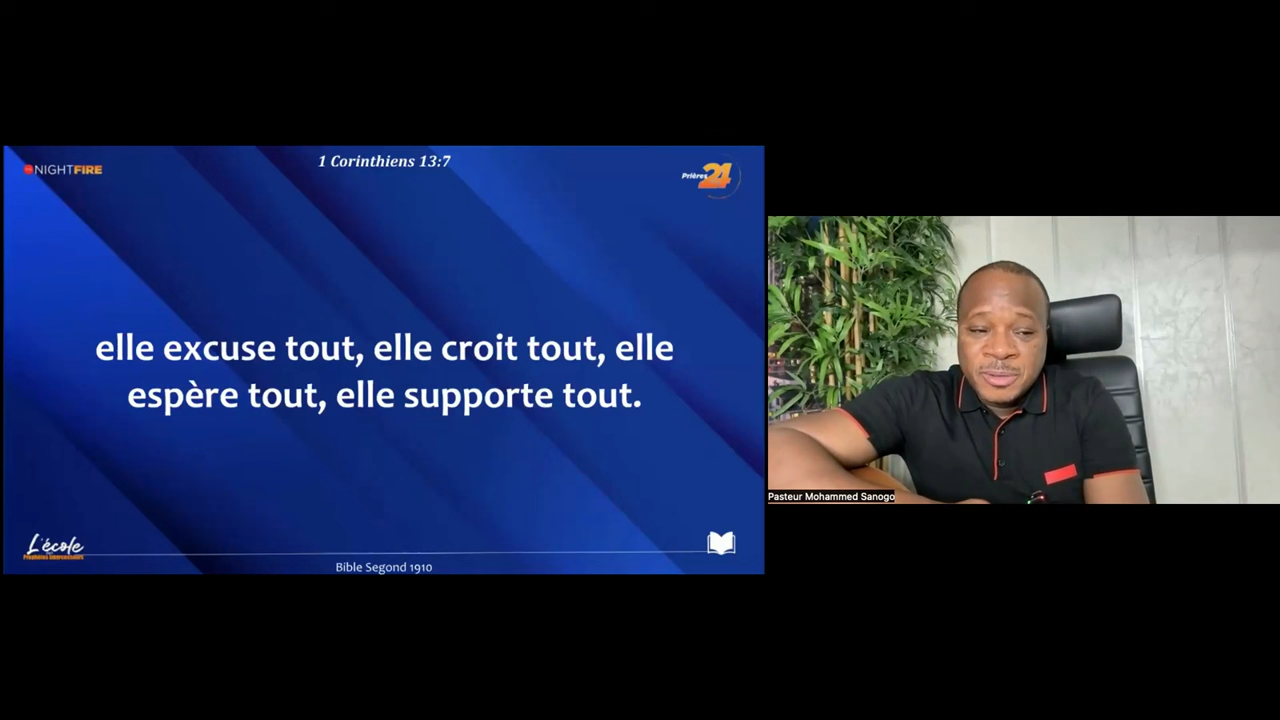 NIGHTFIRE
1 Corinthiens 13:7
Prières 24
elle excuse tout, elle croit tout, elle
espère tout, elle supporte tout.
L'école
Bible Segond 1910
Pasteur Mohammed Sanogo